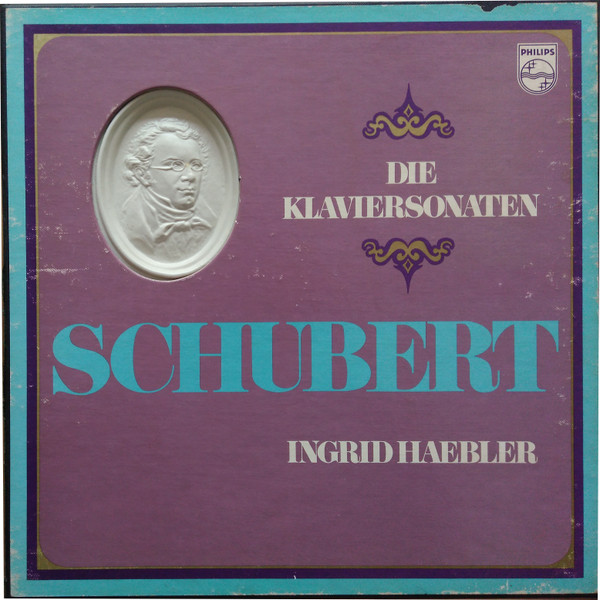 PHILIPS
DIE
KLAVIERSONATEN
SCHUBERT
INGRID HAEBLER